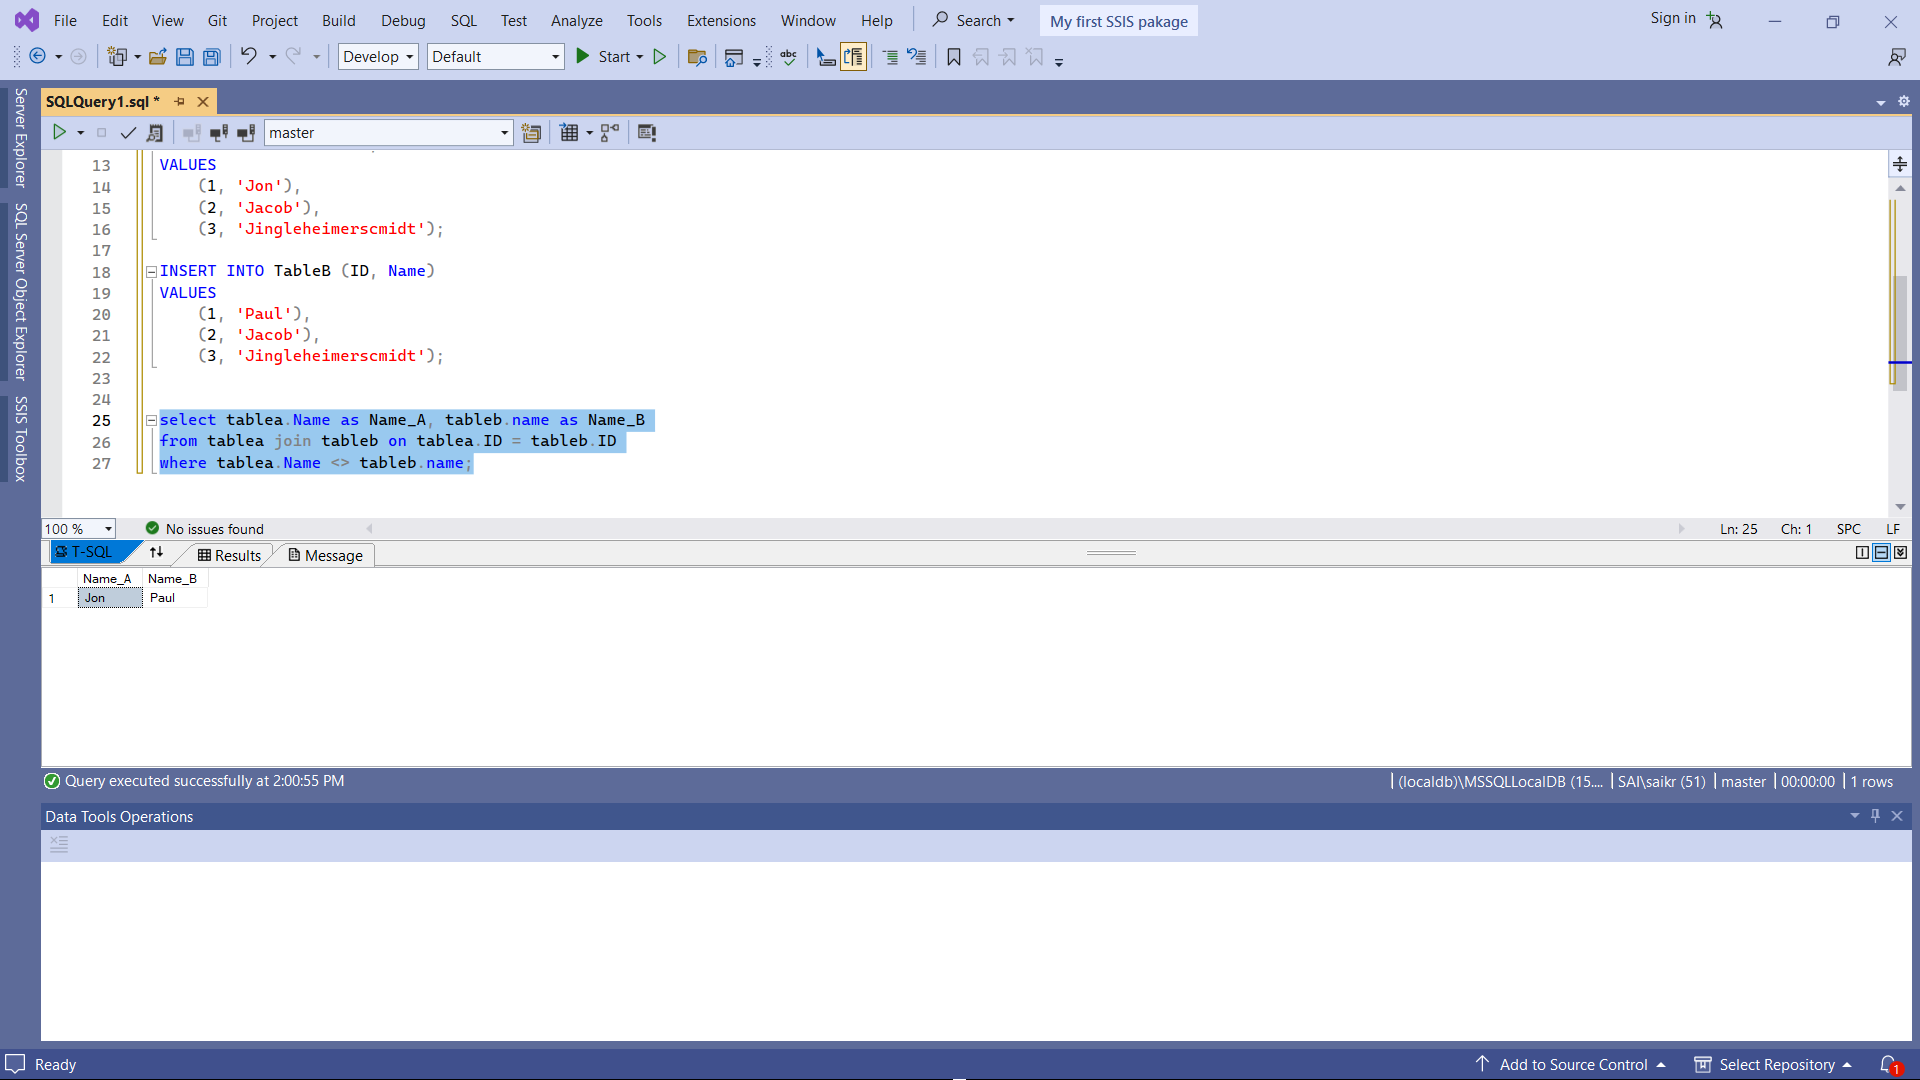 File Edit View Git Project Build Debug SQL Test Analyze Tools Extensions Window Help Search My first SSIS pakage Sign in
Develop Default Start abc
Server Explorer
SQL Server Object Explorer
SSIS Toolbox
SQLQuery1.sql *
master
13 VALUES
14 (1, 'Jon'),
15 (2, 'Jacob'),
16 (3, 'Jingleheimerscmidt');
17
18 INSERT INTO TableB (ID, Name)
19 VALUES
20 (1, 'Paul'),
21 (2, 'Jacob'),
22 (3, 'Jingleheimerscmidt');
23
24
25 select tablea.Name as Name_A, tableb.name as Name_B
26 from tablea join tableb on tablea.ID = tableb.ID
27 where tablea.Name <> tableb.name;
100 % No issues found Ln: 25 Ch: 1 SPC LF
T-SQL Results Message
Name_A Name_B
1 Jon Paul
Query executed successfully at 2:00:55 PM (localdb)\MSSQLLocalDB (15.... SAI\saikr (51) master 00:00:00 1 rows
Data Tools Operations
Ready Add to Source Control Select Repository 1